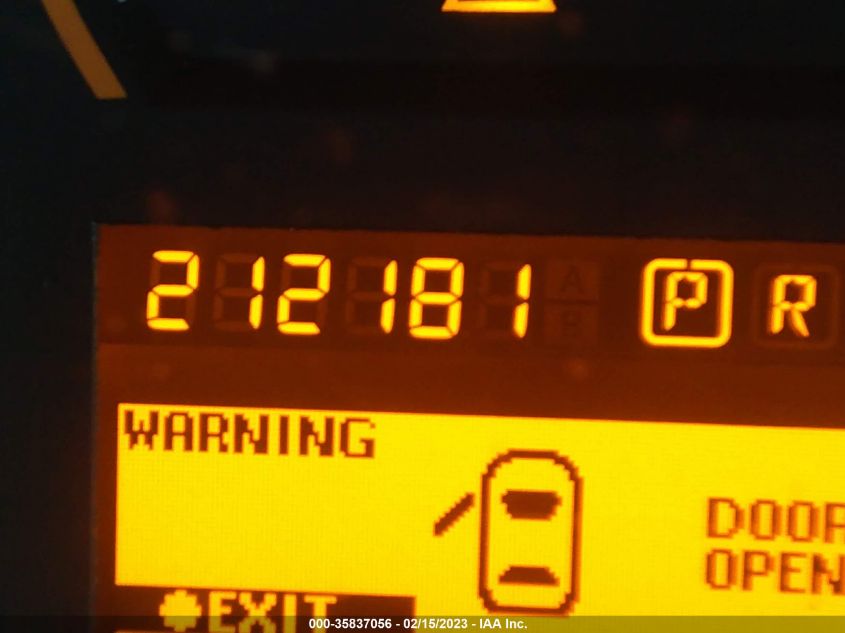 212181 P R
WARNING
DOOR
OPEN
EXIT
000-35837056 - 02/15/2023 - IAA Inc.